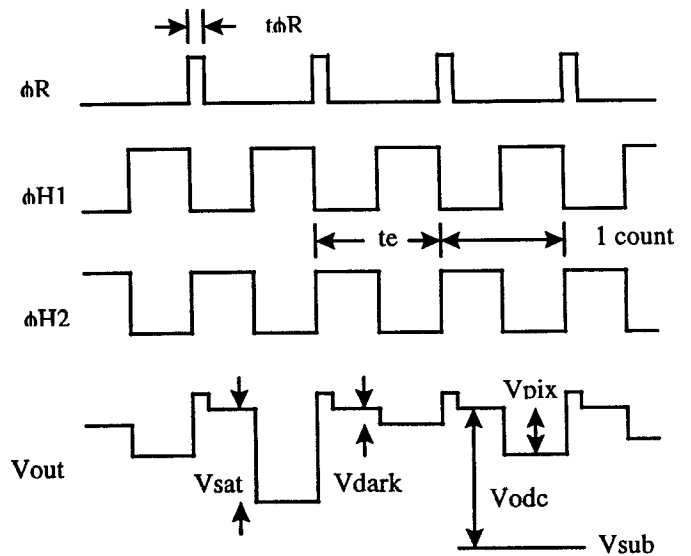 tϕR
ϕR
ϕH1
te
1 count
ϕH2
Vpix
Vout
Vsat
Vdark
Vodc
Vsub